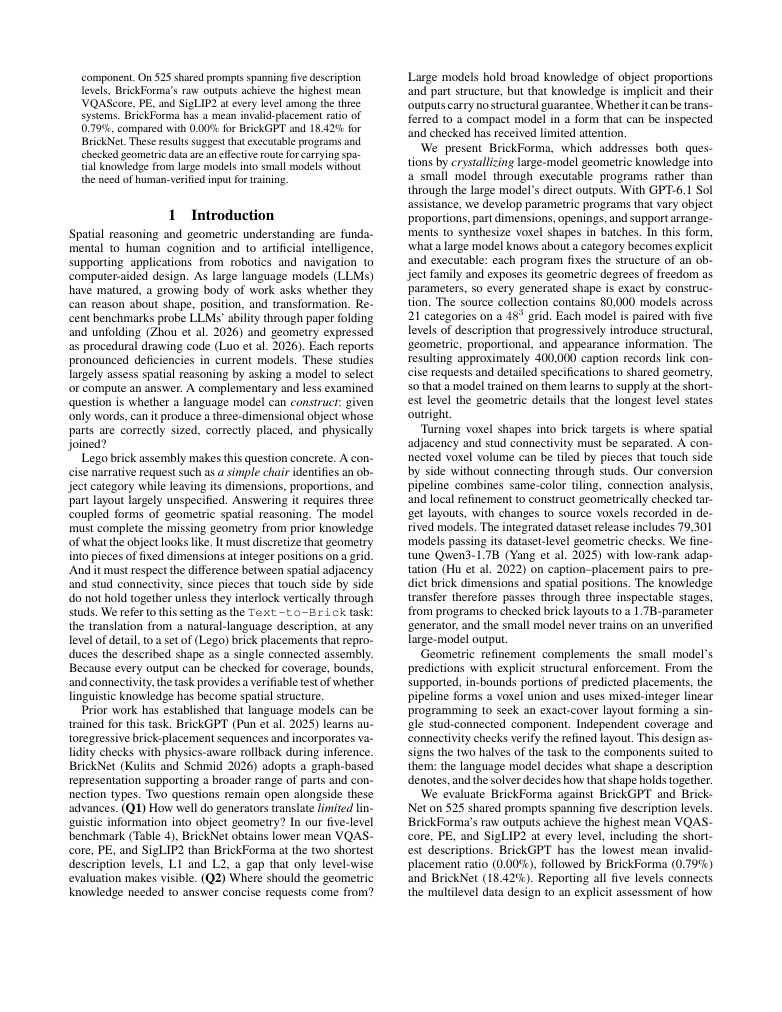 component. On 525 shared prompts spanning five description
levels, BrickForma's raw outputs achieve the highest mean
VQAScore, PE, and SigLIP2 at every level among the three
systems. BrickForma has a mean invalid-placement ratio of
0.79%, compared with 0.00% for BrickGPT and 18.42% for
BrickNet. These results suggest that executable programs and
checked geometric data are an effective route for carrying spa-
tial knowledge from large models into small models without
the need of human-verified input for training.
1 Introduction
Spatial reasoning and geometric understanding are funda-
mental to human cognition and to artificial intelligence,
supporting applications from robotics and navigation to
computer-aided design. As large language models (LLMs)
have matured, a growing body of work asks whether they
can reason about shape, position, and transformation. Re-
cent benchmarks probe LLMs' ability through paper folding
and unfolding (Zhou et al. 2026) and geometry expressed
as procedural drawing code (Luo et al. 2026). Each reports
pronounced deficiencies in current models. These studies
largely assess spatial reasoning by asking a model to select
or compute an answer. A complementary and less examined
question is whether a language model can construct: given
only words, can it produce a three-dimensional object whose
parts are correctly sized, correctly placed, and physically
joined?
Lego brick assembly makes this question concrete. A con-
cise narrative request such as a simple chair identifies an ob-
ject category while leaving its dimensions, proportions, and
part layout largely unspecified. Answering it requires three
coupled forms of geometric spatial reasoning. The model
must complete the missing geometry from prior knowledge
of what the object looks like. It must discretize that geometry
into pieces of fixed dimensions at integer positions on a grid.
And it must respect the difference between spatial adjacency
and stud connectivity, since pieces that touch side by side
do not hold together unless they interlock vertically through
studs. We refer to this setting as the Text-to-Brick task:
the translation from a natural-language description, at any
level of detail, to a set of (Lego) brick placements that repro-
duces the described shape as a single connected assembly.
Because every output can be checked for coverage, bounds,
and connectivity, the task provides a verifiable test of whether
linguistic knowledge has become spatial structure.
Prior work has established that language models can be
trained for this task. BrickGPT (Pun et al. 2025) learns au-
toregressive brick-placement sequences and incorporates va-
lidity checks with physics-aware rollback during inference.
BrickNet (Kulits and Schmid 2026) adopts a graph-based
representation supporting a broader range of parts and con-
nection types. Two questions remain open alongside these
advances. (Q1) How well do generators translate limited lin-
guistic information into object geometry? In our five-level
benchmark (Table 4), BrickNet obtains lower mean VQAS-
core, PE, and SigLIP2 than BrickForma at the two shortest
description levels, L1 and L2, a gap that only level-wise
evaluation makes visible. (Q2) Where should the geometric
knowledge needed to answer concise requests come from?
Large models hold broad knowledge of object proportions
and part structure, but that knowledge is implicit and their
outputs carry no structural guarantee. Whether it can be trans-
ferred to a compact model in a form that can be inspected
and checked has received limited attention.
We present BrickForma, which addresses both ques-
tions by crystallizing large-model geometric knowledge into
a small model through executable programs rather than
through the large model's direct outputs. With GPT-6.1 Sol
assistance, we develop parametric programs that vary object
proportions, part dimensions, openings, and support arrange-
ments to synthesize voxel shapes in batches. In this form,
what a large model knows about a category becomes explicit
and executable: each program fixes the structure of an ob-
ject family and exposes its geometric degrees of freedom as
parameters, so every generated shape is exact by construc-
tion. The source collection contains 80,000 models across
21 categories on a 48³ grid. Each model is paired with five
levels of description that progressively introduce structural,
geometric, proportional, and appearance information. The
resulting approximately 400,000 caption records link con-
cise requests and detailed specifications to shared geometry,
so that a model trained on them learns to supply at the short-
est level the geometric details that the longest level states
outright.
Turning voxel shapes into brick targets is where spatial
adjacency and stud connectivity must be separated. A con-
nected voxel volume can be tiled by pieces that touch side
by side without connecting through studs. Our conversion
pipeline combines same-color tiling, connection analysis,
and local refinement to construct geometrically checked tar-
get layouts, with changes to source voxels recorded in de-
rived models. The integrated dataset release includes 79,301
models passing its dataset-level geometric checks. We fine-
tune Qwen3-1.7B (Yang et al. 2025) with low-rank adap-
tation (Hu et al. 2022) on caption–placement pairs to pre-
dict brick dimensions and spatial positions. The knowledge
transfer therefore passes through three inspectable stages,
from programs to checked brick layouts to a 1.7B-parameter
generator, and the small model never trains on an unverified
large-model output.
Geometric refinement complements the small model's
predictions with explicit structural enforcement. From the
supported, in-bounds portions of predicted placements, the
pipeline forms a voxel union and uses mixed-integer linear
programming to seek an exact-cover layout forming a sin-
gle stud-connected component. Independent coverage and
connectivity checks verify the refined layout. This design as-
signs the two halves of the task to the components suited to
them: the language model decides what shape a description
denotes, and the solver decides how that shape holds together.
We evaluate BrickForma against BrickGPT and Brick-
Net on 525 shared prompts spanning five description levels.
BrickForma's raw outputs achieve the highest mean VQAS-
core, PE, and SigLIP2 at every level, including the short-
est descriptions. BrickGPT has the lowest mean invalid-
placement ratio (0.00%), followed by BrickForma (0.79%)
and BrickNet (18.42%). Reporting all five levels connects
the multilevel data design to an explicit assessment of how